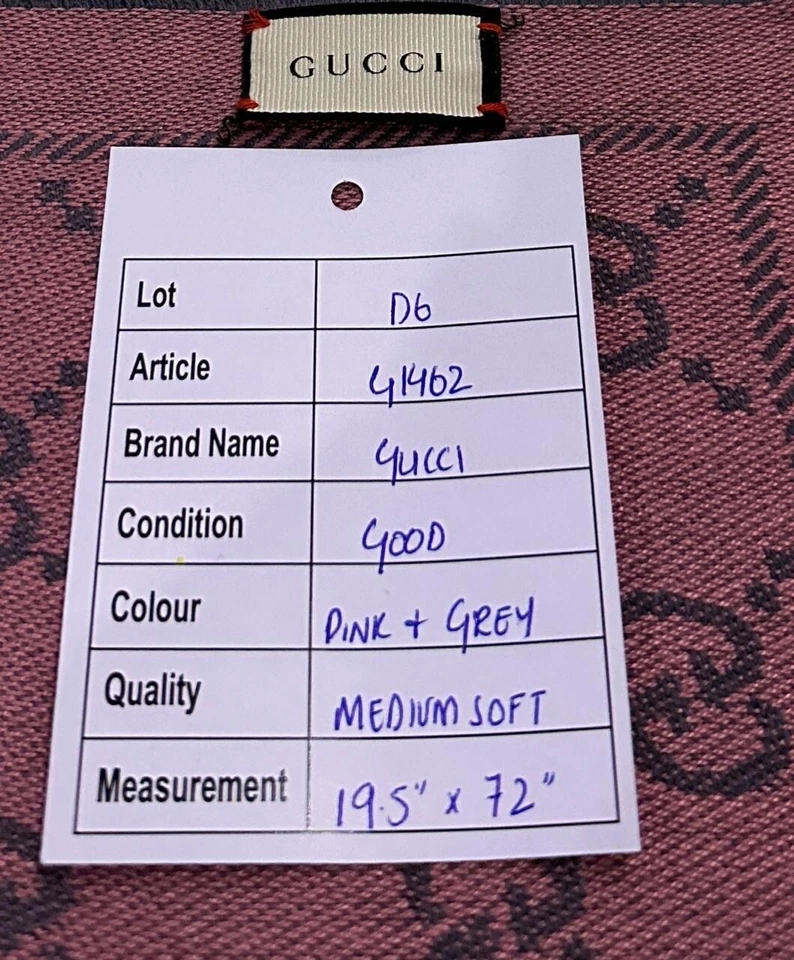 GUCCI
Lot D6
Article G1462
Brand Name GUCCI
Condition GOOD
Colour PINK + GREY
Quality MEDIUM SOFT
Measurement 19.5" x 72"